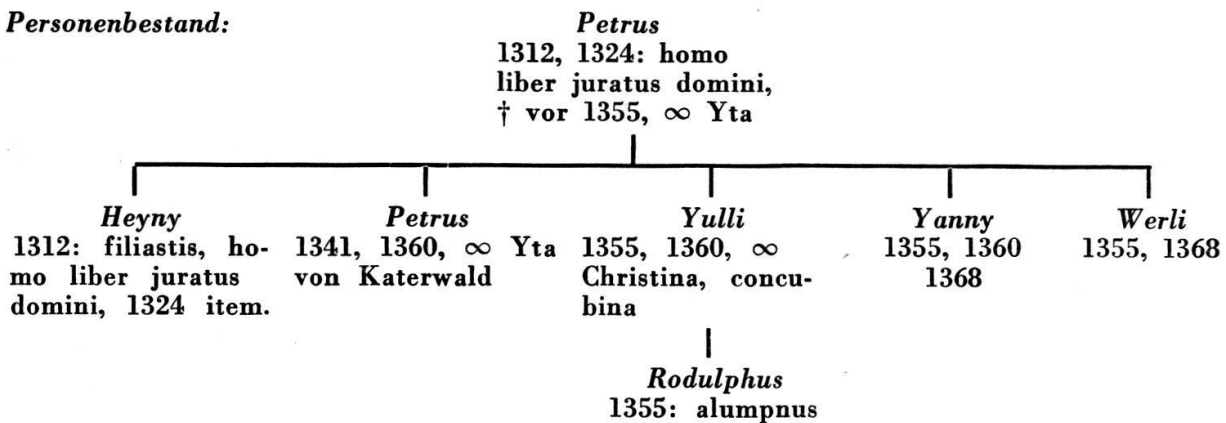 Personenbestand:
Petrus
1312, 1324: homo
liber juratus domini,
† vor 1355, ∞ Yta
Heyny
1312: filiastis, ho-
mo liber juratus
domini, 1324 item.
Petrus
1341, 1360, ∞ Yta
von Katerwald
Yulli
1355, 1360, ∞
Christina, concu-
bina
Yanny
1355, 1360
1368
Werli
1355, 1368
Rodulphus
1355: alumpnus